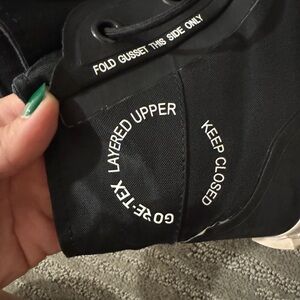 FOLD GUSSET THIS SIDE ONLY
GORE-TEX LAYERED UPPER
KEEP CLOSED